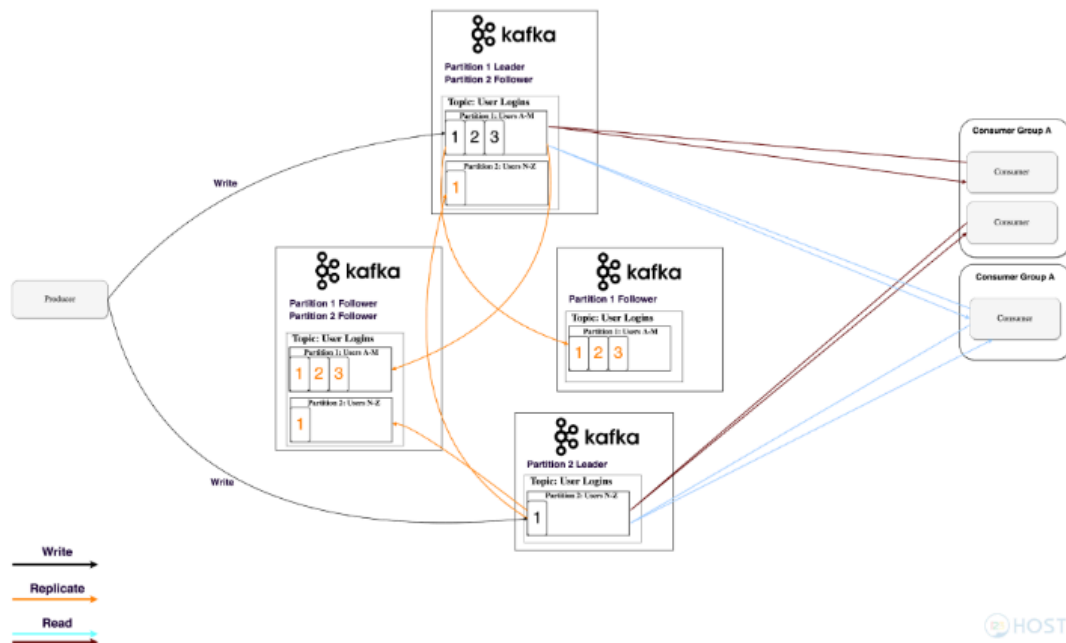 kafka
Partition 1 Leader
Partition 2 Follower
Topic: User Logins
Partition 1: Users A-M
1 2 3
Partition 2: Users N-Z
1
Write
Consumer Group A
Consumer
Consumer
Consumer Group A
Consumer
Producer
kafka
Partition 1 Follower
Partition 2 Follower
Topic: User Logins
Partition 1: Users A-M
1 2 3
Partition 2: Users N-Z
1
kafka
Partition 1 Follower
Topic: User Logins
Partition 1: Users A-M
1 2 3
kafka
Partition 2 Leader
Topic: User Logins
Partition 2: Users N-Z
1
Write
Write
Replicate
Read
HOST